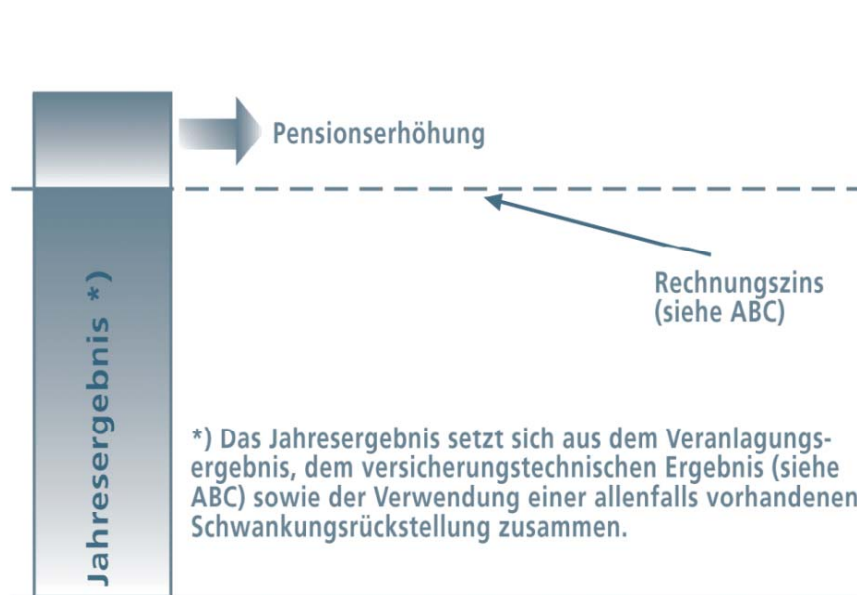 Pensionserhöhung
Rechnungszins
(siehe ABC)
Jahresergebnis *)
*) Das Jahresergebnis setzt sich aus dem Veranlagungs-
ergebnis, dem versicherungstechnischen Ergebnis (siehe
ABC) sowie der Verwendung einer allenfalls vorhandenen
Schwankungsrückstellung zusammen.